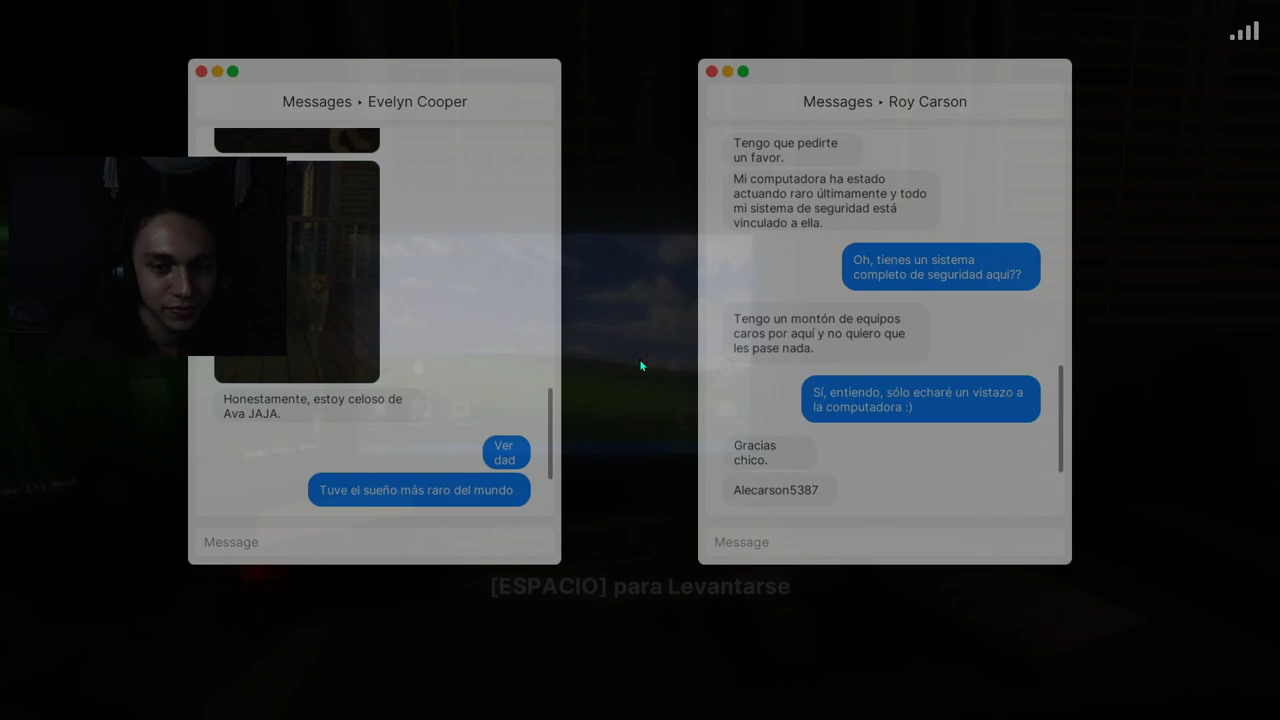 Messages ‣ Evelyn Cooper
Honestamente, estoy celoso de
Ava JAJA.
Ver
dad
Tuve el sueño más raro del mundo
Message
Messages ‣ Roy Carson
Tengo que pedirte
un favor.
Mi computadora ha estado
actuando raro últimamente y todo
mi sistema de seguridad está
vinculado a ella.
Oh, tienes un sistema
completo de seguridad aqui??
Tengo un montón de equipos
caros por aquí y no quiero que
les pase nada.
Sí, entiendo, sólo echaré un vistazo a
la computadora :)
Gracias
chico.
Alecarson5387
Message
[ESPACIO] para Levantarse